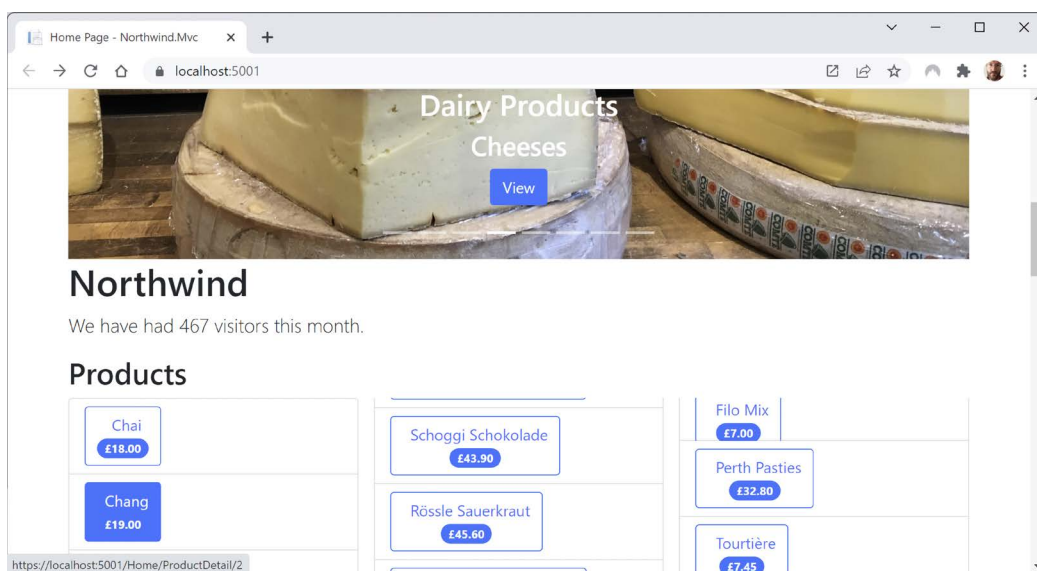 Home Page - Northwind.Mvc
localhost:5001
Dairy Products
Cheeses
View
Northwind
We have had 467 visitors this month.
Products
Chai
£18.00
Chang
£19.00
Schoggi Schokolade
£43.90
Rössle Sauerkraut
£45.60
Filo Mix
£7.00
Perth Pasties
£32.80
Tourtière
£7.45
https://localhost:5001/Home/ProductDetail/2